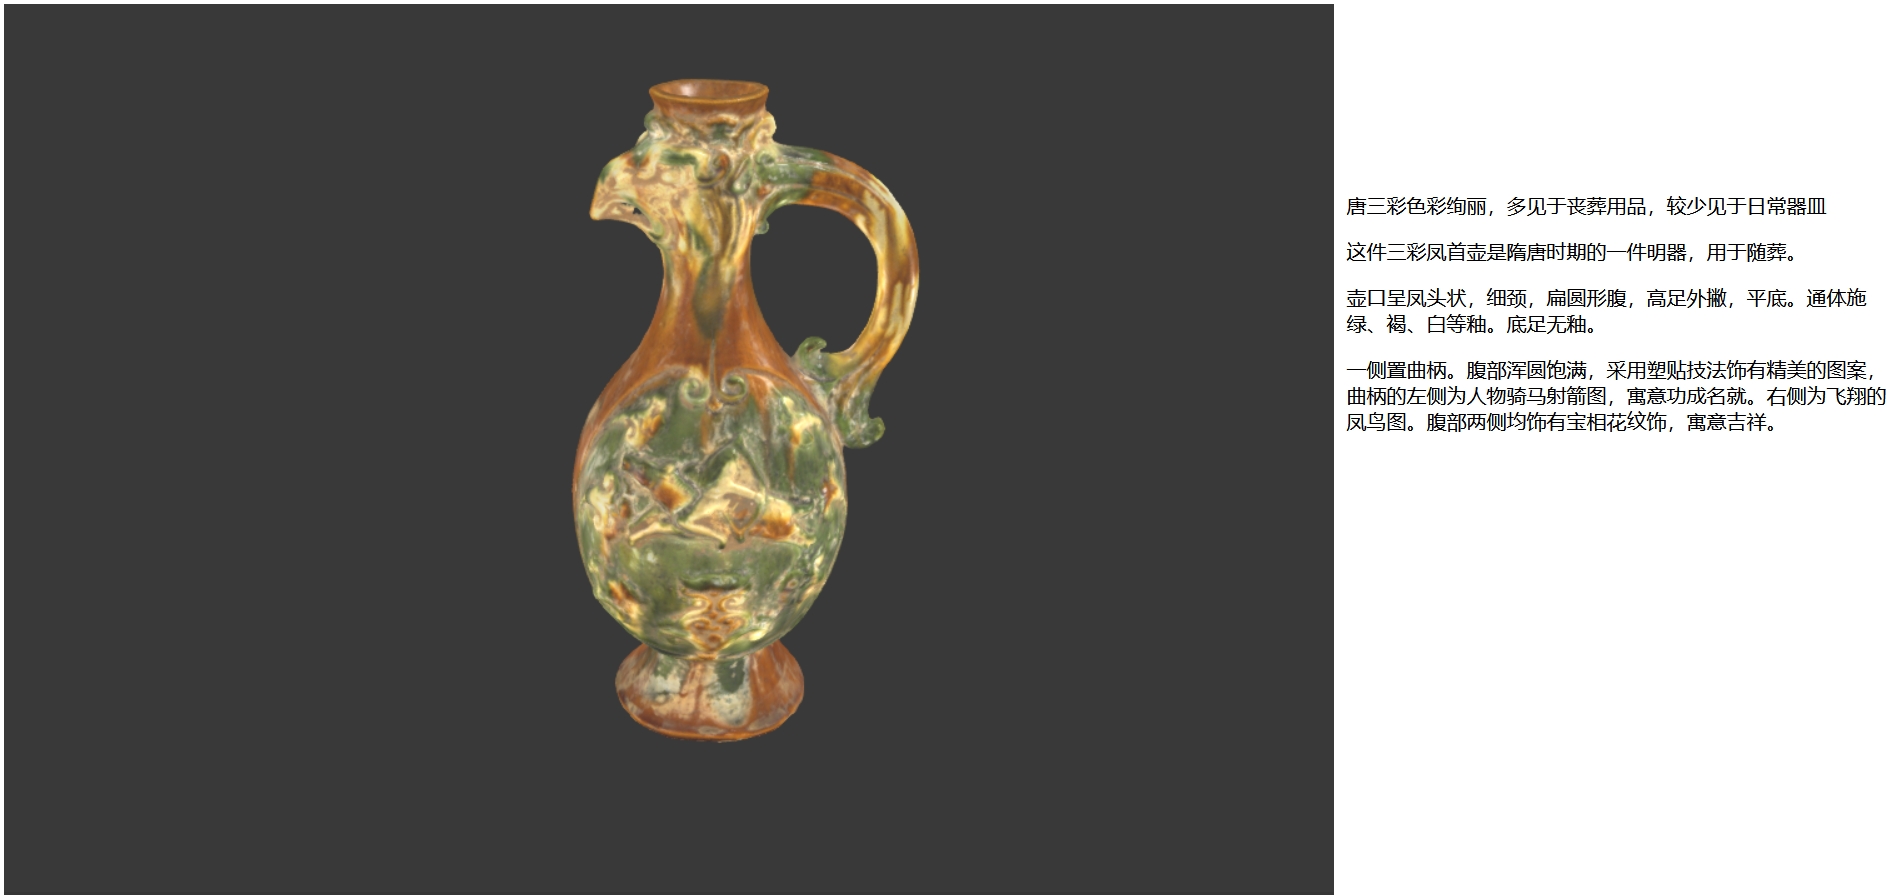 唐三彩色彩绚丽，多见于丧葬用品，较少见于日常器皿
这件三彩凤首壶是隋唐时期的一件明器，用于随葬。
壶口呈凤头状，细颈，扁圆形腹，高足外撇，平底。通体施
绿、褐、白等釉。底足无釉。
一侧置曲柄。腹部浑圆饱满，采用塑贴技法饰有精美的图案，
曲柄的左侧为人物骑马射箭图，寓意功成名就。右侧为飞翔的
凤鸟图。腹部两侧均饰有宝相花纹饰，寓意吉祥。